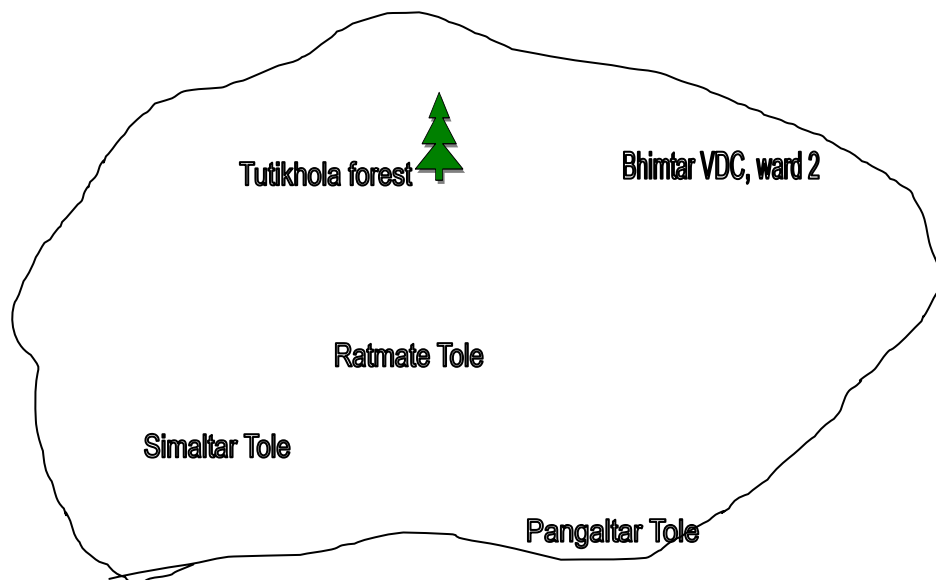 Bhimtar VDC, ward 2
Tutikhola forest
Ratmate Tole
Simaltar Tole
Pangaltar Tole